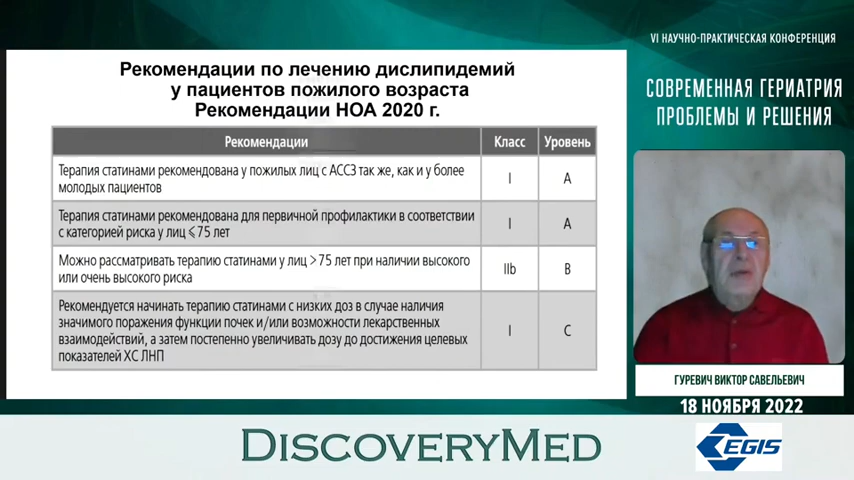 VI НАУЧНО-ПРАКТИЧЕСКАЯ КОНФЕРЕНЦИЯ
СОВРЕМЕННАЯ ГЕРИАТРИЯ
ПРОБЛЕМЫ И РЕШЕНИЯ
Рекомендации по лечению дислипидемий
у пациентов пожилого возраста
Рекомендации НОА 2020 г.
Рекомендации Класс Уровень
Терапия статинами рекомендована у пожилых лиц с АССЗ так же, как и у более
молодых пациентов
I A
Терапия статинами рекомендована для первичной профилактики в соответствии
с категорией риска у лиц ⩽75 лет
I A
Можно рассматривать терапию статинами у лиц >75 лет при наличии высокого
или очень высокого риска
IIb B
Рекомендуется начинать терапию статинами с низких доз в случае наличия
значимого поражения функции почек и/или возможности лекарственных
взаимодействий, а затем постепенно увеличивать дозу до достижения целевых
показателей ХС ЛНП
I C
ГУРЕВИЧ ВИКТОР САВЕЛЬЕВИЧ
18 НОЯБРЯ 2022
DISCOVERYMED
EGIS